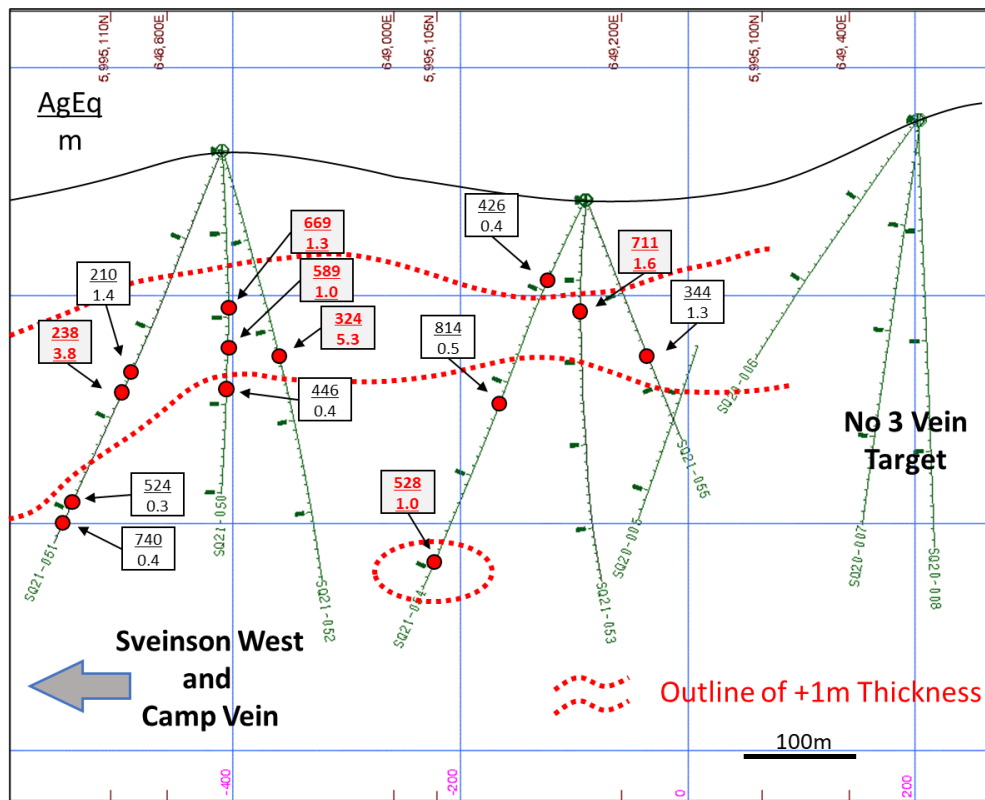 5,995,110N
648,800E
649,000E
5,995,105N
649,200E
5,995,100N
649,400E
AgEq
m
426
0.4
669
1.3
711
1.6
589
1.0
210
1.4
344
1.3
238
3.8
324
5.3
814
0.5
446
0.4
No 3 Vein
Target
524
0.3
528
1.0
740
0.4
SQ21-051
SQ21-050
SQ21-052
SQ21-054
SQ21-053
SQ20-005
SQ21-055
SQ20-006
SQ20-007
SQ20-008
Sveinson West
and
Camp Vein
Outline of +1m Thickness
100m
-400
-200
0
200